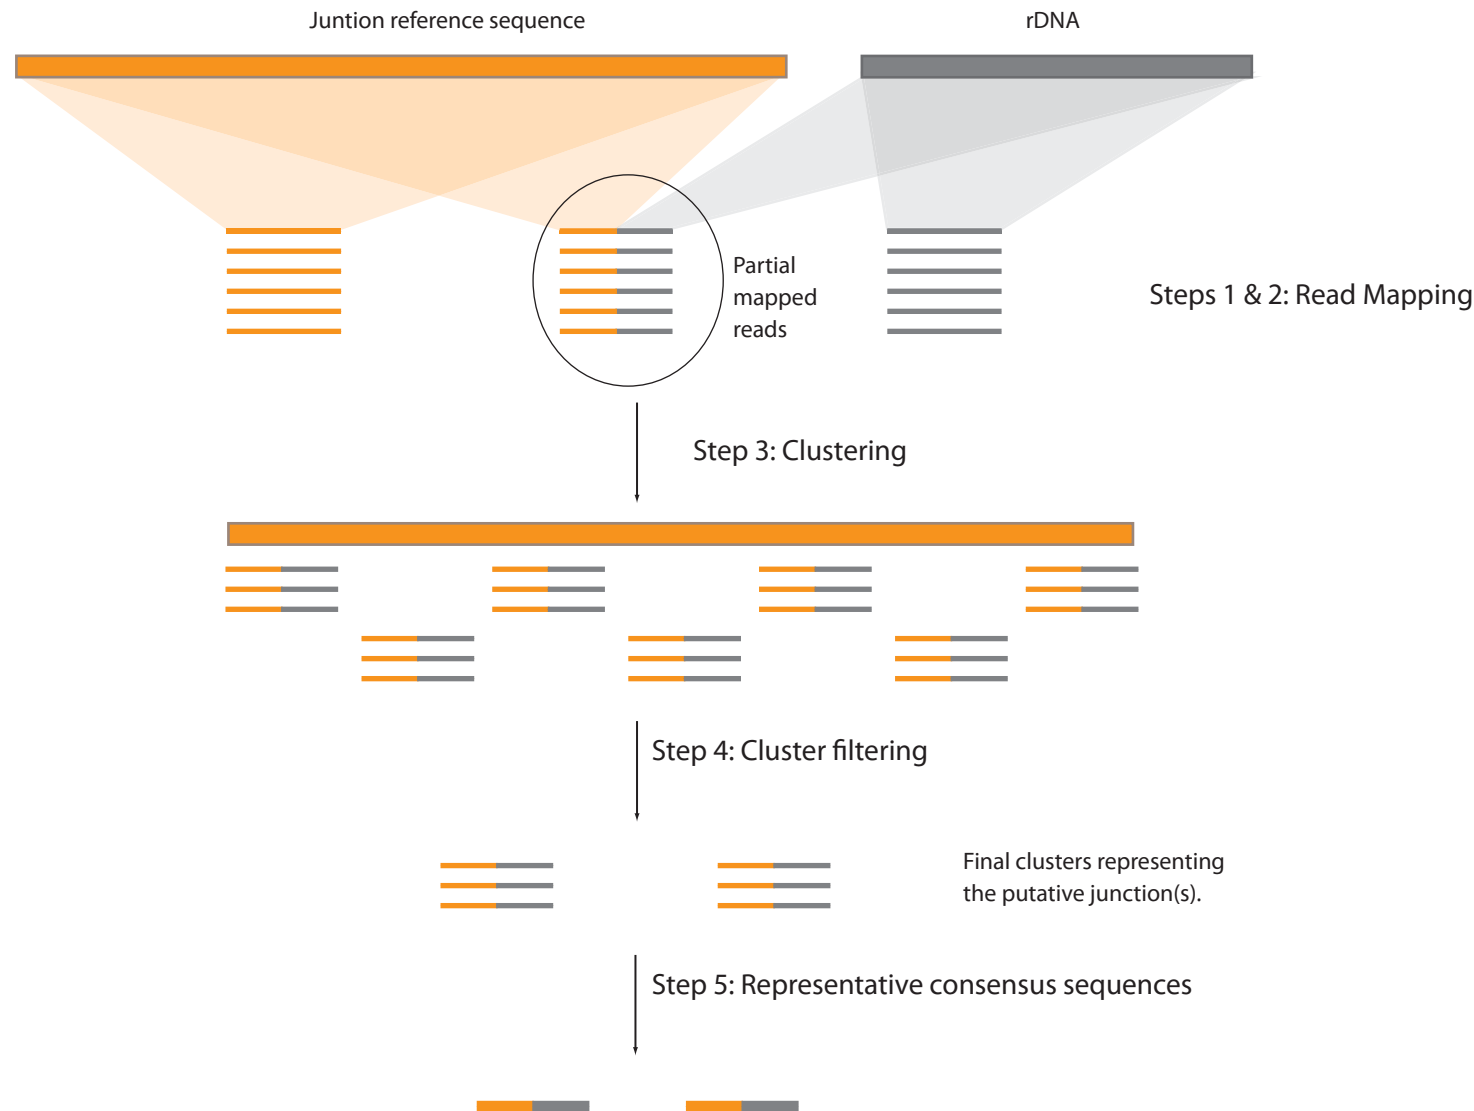 Juntion reference sequence
rDNA
Partial
mapped
reads
Steps 1 & 2: Read Mapping
Step 3: Clustering
Step 4: Cluster filtering
Final clusters representing
the putative junction(s).
Step 5: Representative consensus sequences